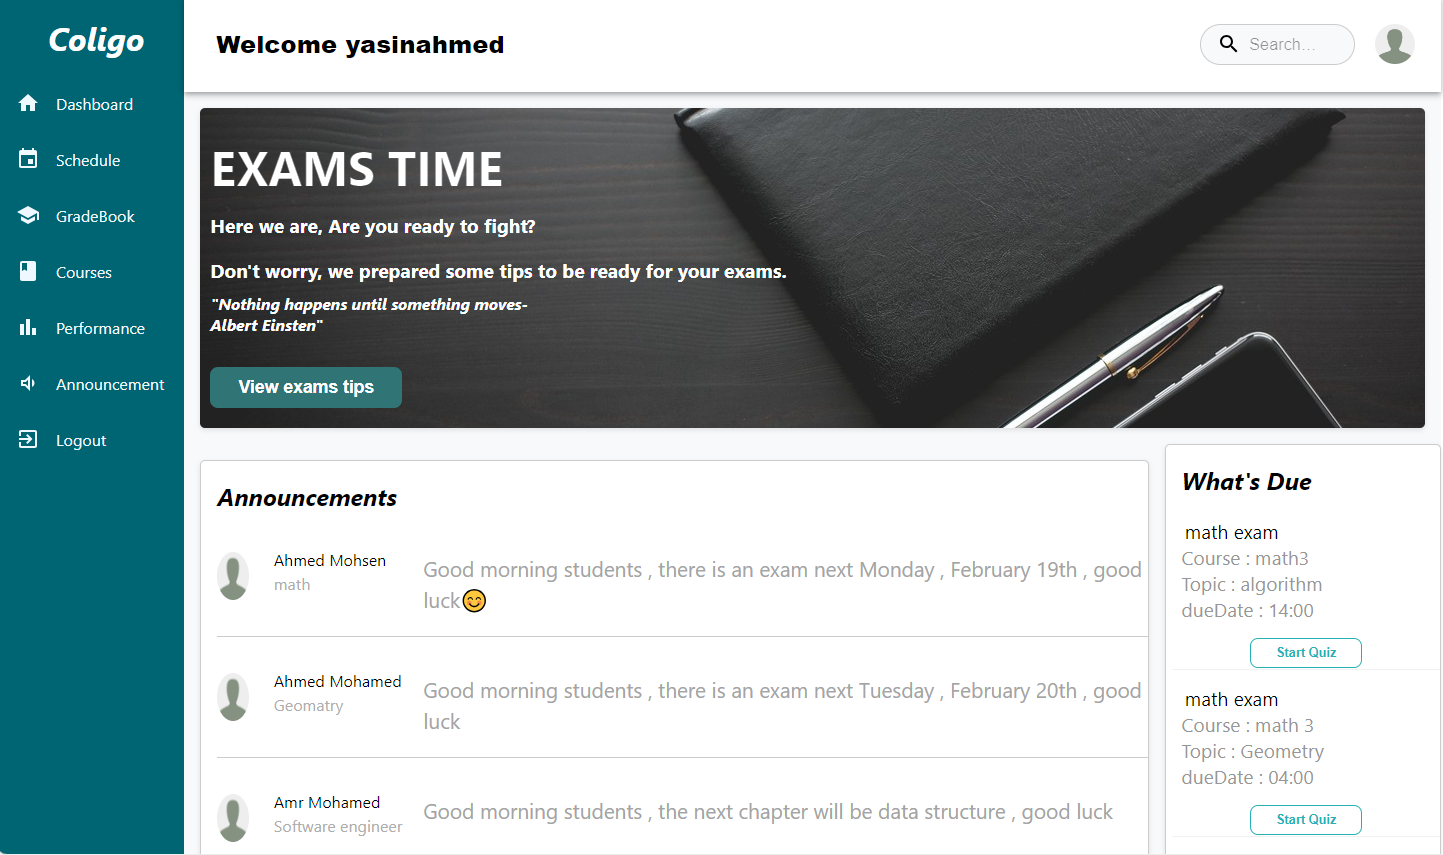 Coligo
Dashboard
Schedule
GradeBook
Courses
Performance
Announcement
Logout
Welcome yasinahmed
Search...
EXAMS TIME
Here we are, Are you ready to fight?
Don't worry, we prepared some tips to be ready for your exams.
"Nothing happens until something moves-
Albert Einsten"
View exams tips
Announcements
Ahmed Mohsen
math
Good morning students , there is an exam next Monday , February 19th , good
luck😊
Ahmed Mohamed
Geomatry
Good morning students , there is an exam next Tuesday , February 20th , good
luck
Amr Mohamed
Software engineer
Good morning students , the next chapter will be data structure , good luck
What's Due
math exam
Course : math3
Topic : algorithm
dueDate : 14:00
Start Quiz
math exam
Course : math 3
Topic : Geometry
dueDate : 04:00
Start Quiz